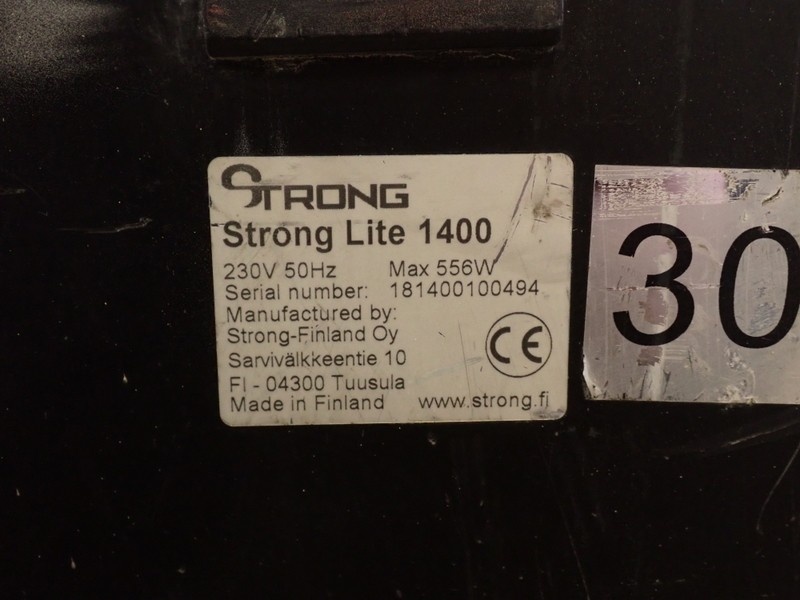 STRONG
Strong Lite 1400
230V 50Hz Max 556W
Serial number: 181400100494
Manufactured by:
Strong-Finland Oy
Sarvivälkkeentie 10
FI - 04300 Tuusula
Made in Finland www.strong.fi
CE
30